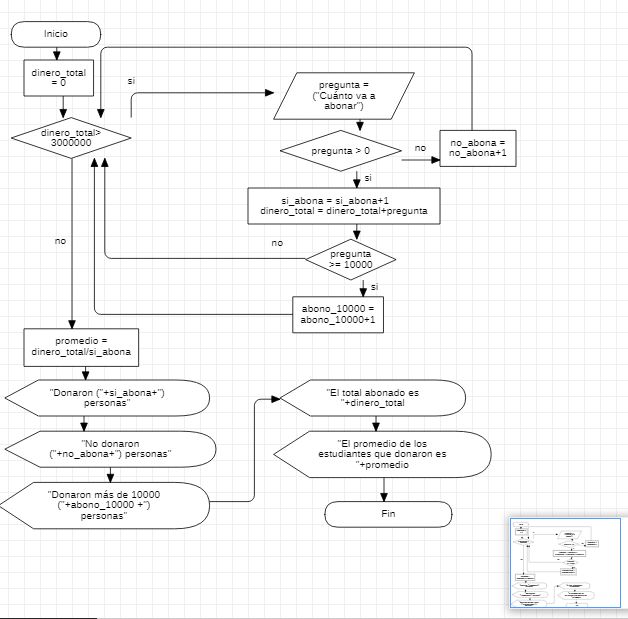 Inicio
dinero_total
= 0
si
dinero_total>
3000000
pregunta =
("Cuánto va a
abonar")
pregunta > 0
no
no_abona =
no_abona+1
si
si_abona = si_abona+1
dinero_total = dinero_total+pregunta
no
no
pregunta
>= 10000
si
abono_10000 =
abono_10000+1
promedio =
dinero_total/si_abona
"Donaron ("+si_abona+")
personas"
"No donaron
("+no_abona+") personas"
"Donaron más de 10000
("+abono_10000 +")
personas"
"El total abonado es
"+dinero_total
"El promedio de los
estudiantes que donaron es
"+promedio
Fin